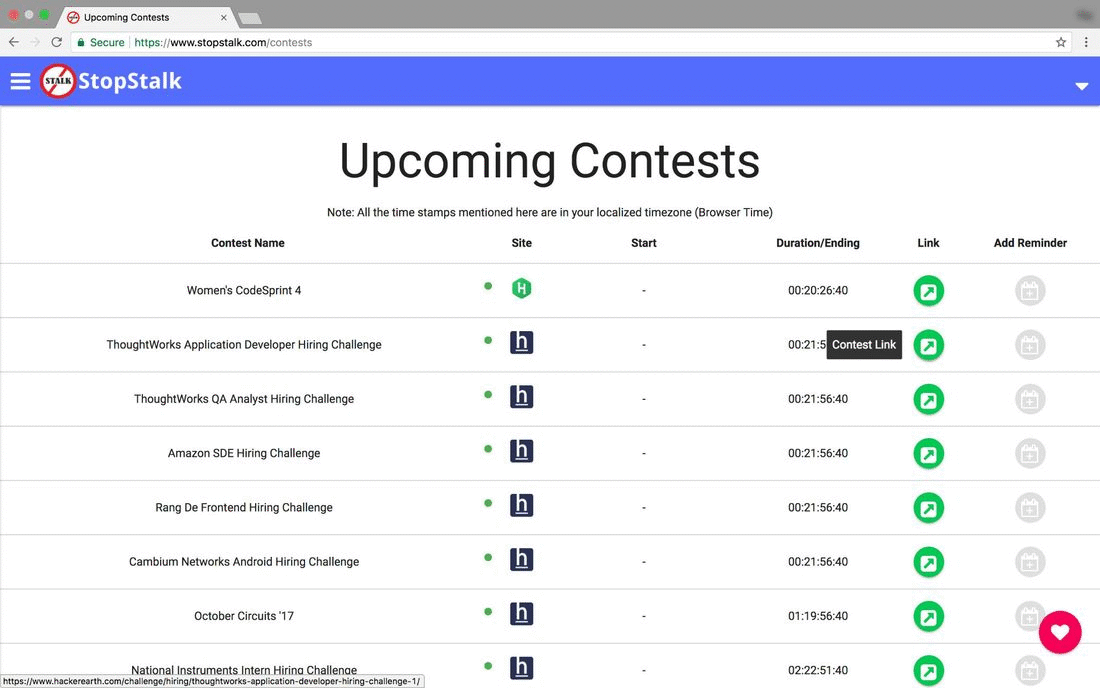 Upcoming Contests
Secure https://www.stopstalk.com/contests
STALK StopStalk
Upcoming Contests
Note: All the time stamps mentioned here are in your localized timezone (Browser Time)
Contest Name Site Start Duration/Ending Link Add Reminder
Women's CodeSprint 4 H - 00:20:26:40
ThoughtWorks Application Developer Hiring Challenge h - 00:21:5 Contest Link
ThoughtWorks QA Analyst Hiring Challenge h - 00:21:56:40
Amazon SDE Hiring Challenge h - 00:21:56:40
Rang De Frontend Hiring Challenge h - 00:21:56:40
Cambium Networks Android Hiring Challenge h - 00:21:56:40
October Circuits '17 h - 01:19:56:40
National Instruments Intern Hiring Challenge h - 02:22:51:40
https://www.hackerearth.com/challenge/hiring/thoughtworks-application-developer-hiring-challenge-1/